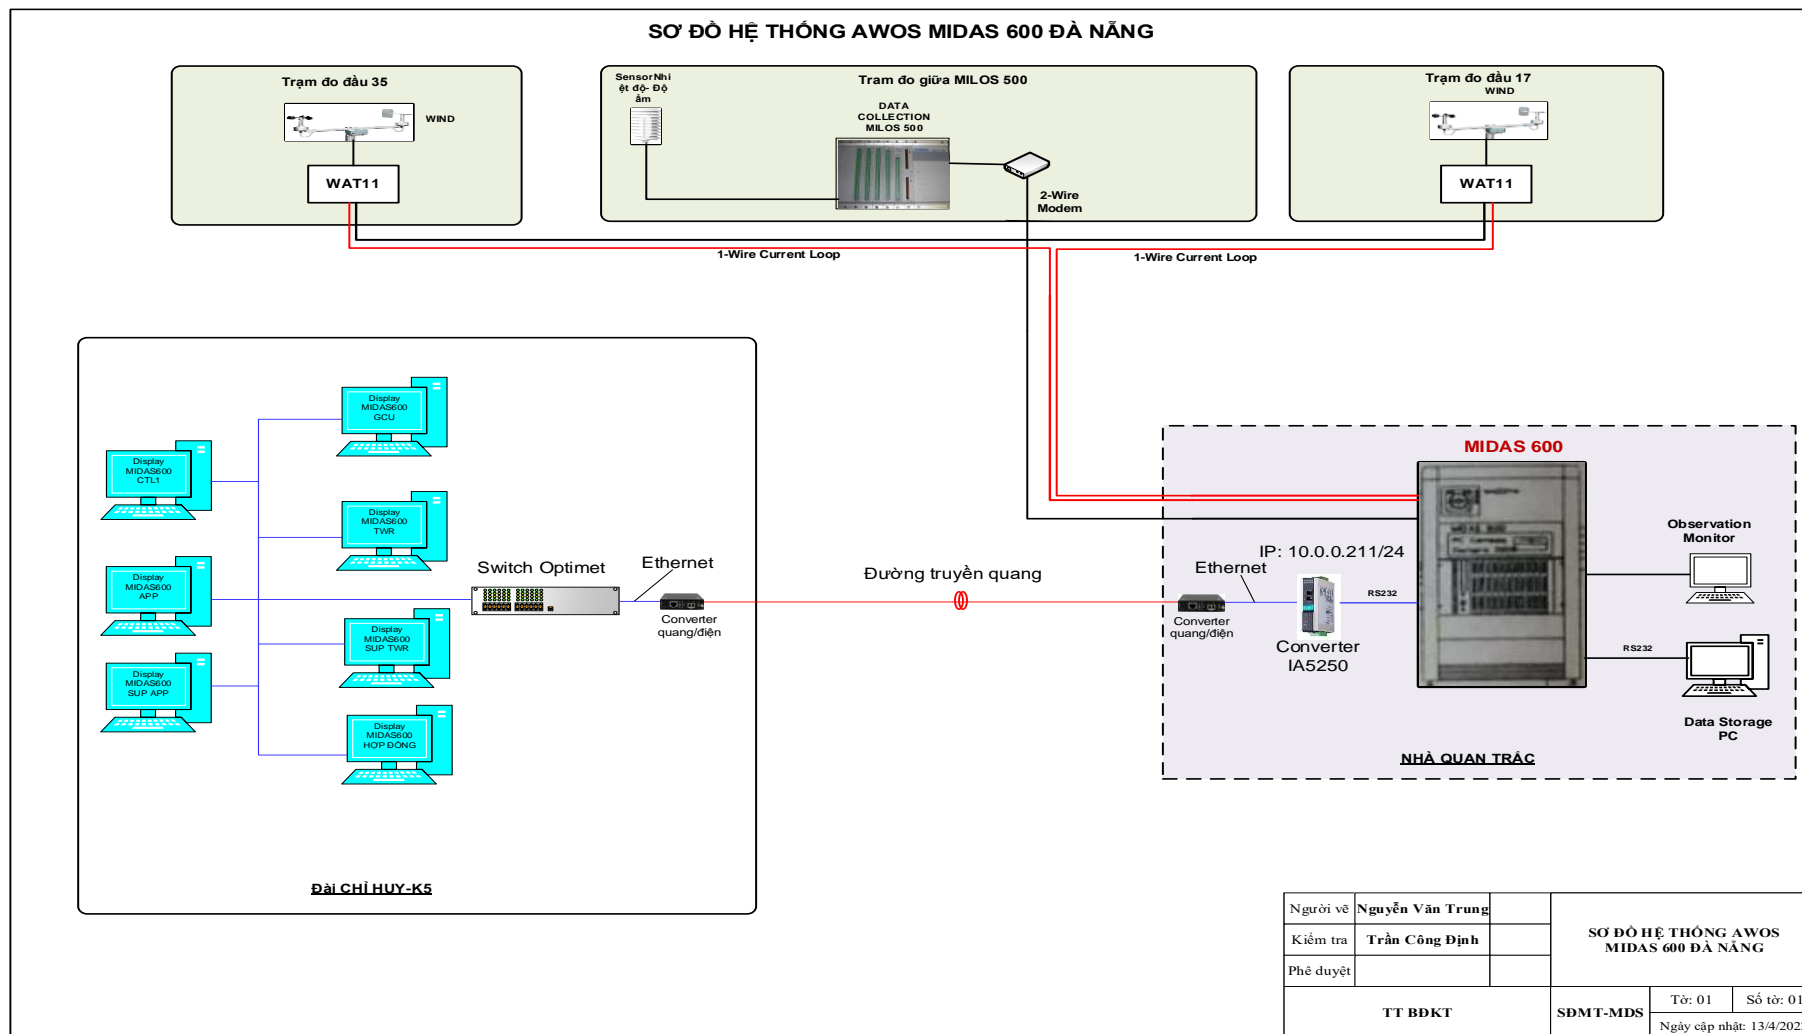 SƠ ĐỒ HỆ THỐNG AWOS MIDAS 600 ĐÀ NẴNG
Trạm đo đầu 35
WIND
WAT11
SensorNhi
ệt độ- Độ
ẩm
Tram đo giữa MILOS 500
DATA
COLLECTION
MILOS 500
2-Wire
Modem
Trạm đo đầu 17
WIND
WAT11
1-Wire Current Loop
1-Wire Current Loop
Display
MIDAS600
GCU
Display
MIDAS600
CTL1
Display
MIDAS600
TWR
Display
MIDAS600
APP
Display
MIDAS600
SUP TWR
Display
MIDAS600
SUP APP
Display
MIDAS600
HỢP ĐỒNG
Switch Optimet
Ethernet
Converter
quang/điện
Đài CHỈ HUY-K5
Đường truyền quang
MIDAS 600
IP: 10.0.0.211/24
Ethernet
Converter
quang/điện
Converter
IA5250
RS232
Observation
Monitor
RS232
Data Storage
PC
NHÀ QUAN TRẮC
Người vẽ Nguyễn Văn Trung
Kiểm tra Trần Công Định
Phê duyệt
SƠ ĐỒ HỆ THỐNG AWOS
MIDAS 600 ĐÀ NẴNG
TT BĐKT
SĐMT-MDS
Tờ: 01 Số tờ: 01
Ngày cập nhật: 13/4/202